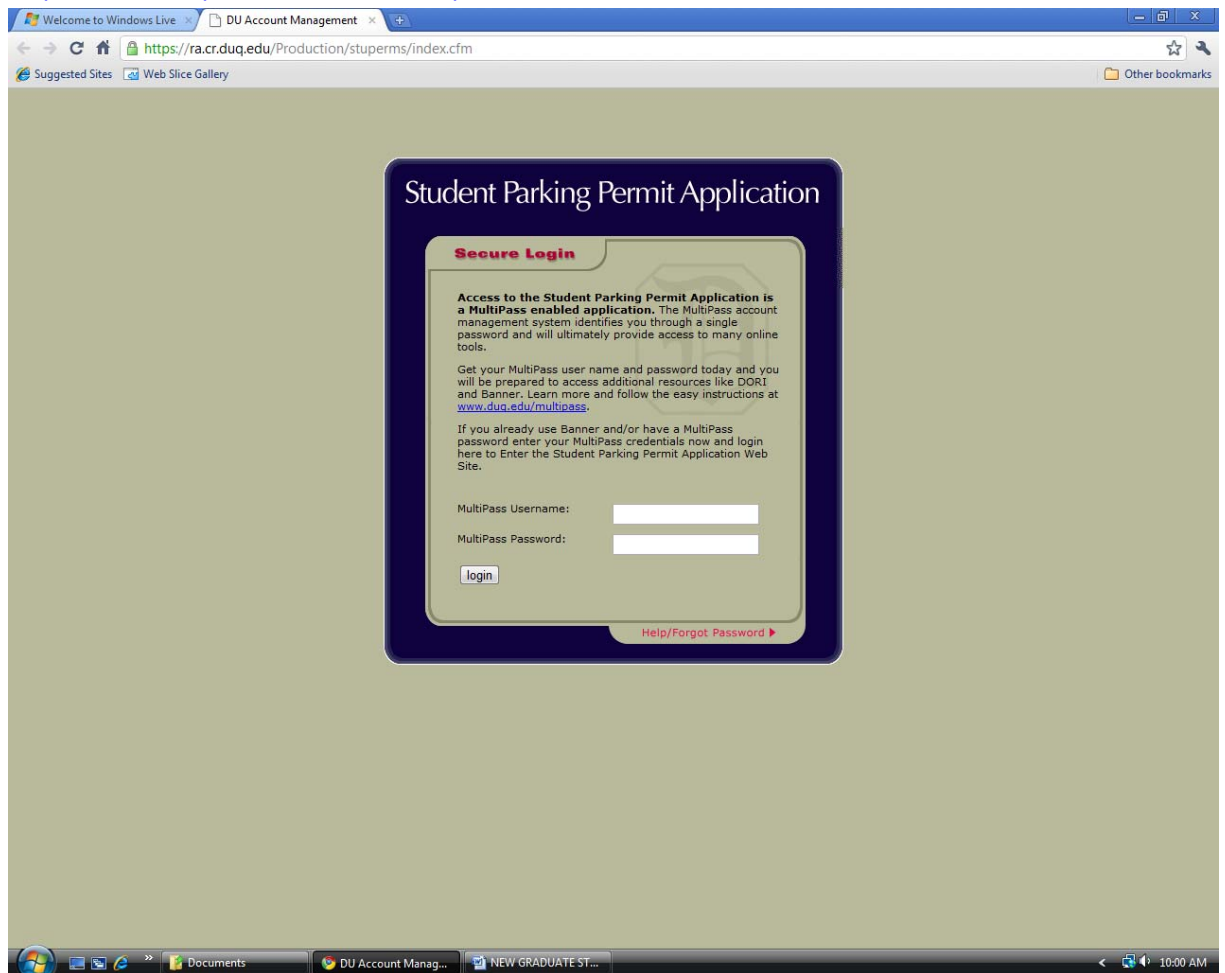 Welcome to Windows Live
DU Account Management
https://ra.cr.duq.edu/Production/stuperms/index.cfm
Suggested Sites
Web Slice Gallery
Other bookmarks
Student Parking Permit Application
Secure Login
Access to the Student Parking Permit Application is
a MultiPass enabled application. The MultiPass account
management system identifies you through a single
password and will ultimately provide access to many online
tools.
Get your MultiPass user name and password today and you
will be prepared to access additional resources like DORI
and Banner. Learn more and follow the easy instructions at
www.duq.edu/multipass.
If you already use Banner and/or have a MultiPass
password enter your MultiPass credentials now and login
here to Enter the Student Parking Permit Application Web
Site.
MultiPass Username:
MultiPass Password:
login
Help/Forgot Password
Documents
DU Account Manag...
NEW GRADUATE ST...
10:00 AM